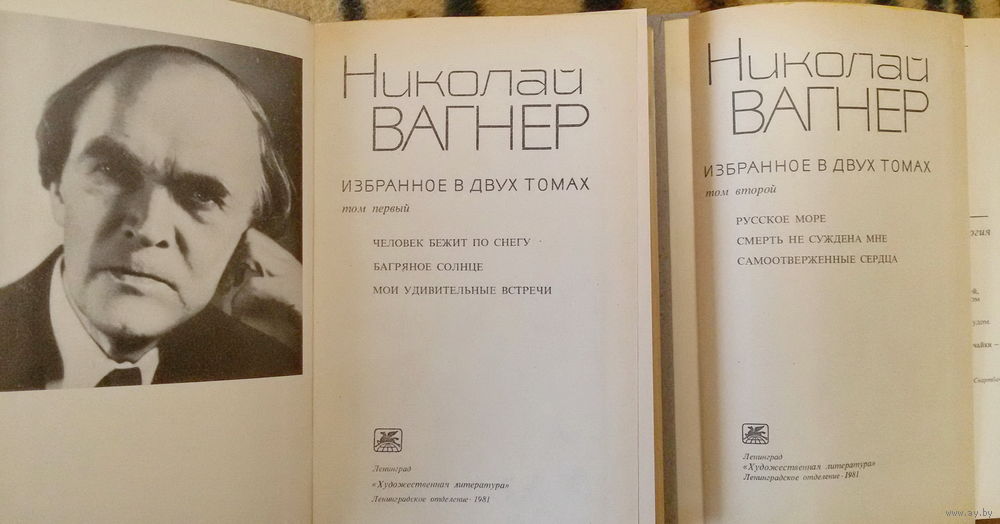 Николай
ВАГНЕР
ИЗБРАННОЕ В ДВУХ ТОМАХ
том первый
ЧЕЛОВЕК БЕЖИТ ПО СНЕГУ
БАГРЯНОЕ СОЛНЦЕ
МОИ УДИВИТЕЛЬНЫЕ ВСТРЕЧИ
Ленинград
«Художественная литература»
Ленинградское отделение · 1981
Николай
ВАГНЕР
ИЗБРАННОЕ В ДВУХ ТОМАХ
том второй
РУССКОЕ МОРЕ
СМЕРТЬ НЕ СУЖДЕНА МНЕ
САМООТВЕРЖЕННЫЕ СЕРДЦА
Ленинград
«Художественная литература»
Ленинградское отделение · 1981
чайки –
www.ay.by